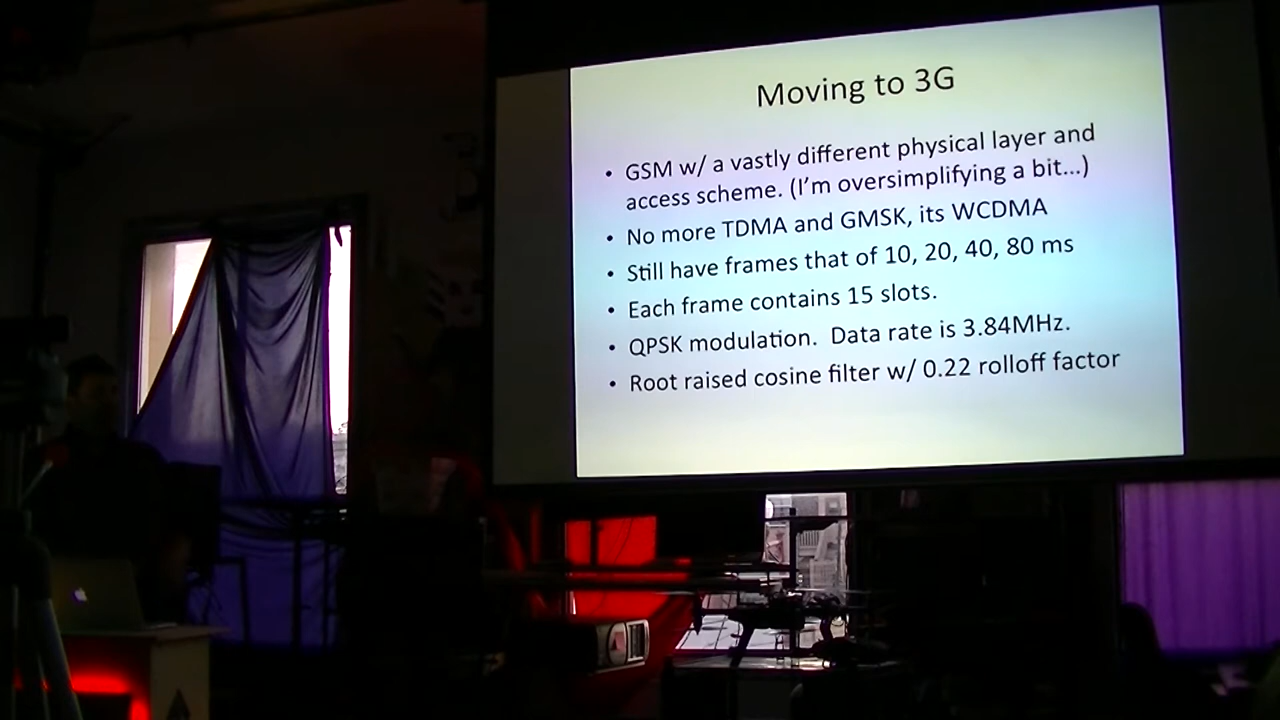 Moving to 3G
• GSM w/ a vastly different physical layer and
access scheme. (I'm oversimplifying a bit...)
• No more TDMA and GMSK, its WCDMA
• Still have frames that of 10, 20, 40, 80 ms
• Each frame contains 15 slots.
• QPSK modulation.  Data rate is 3.84MHz.
• Root raised cosine filter w/ 0.22 rolloff factor